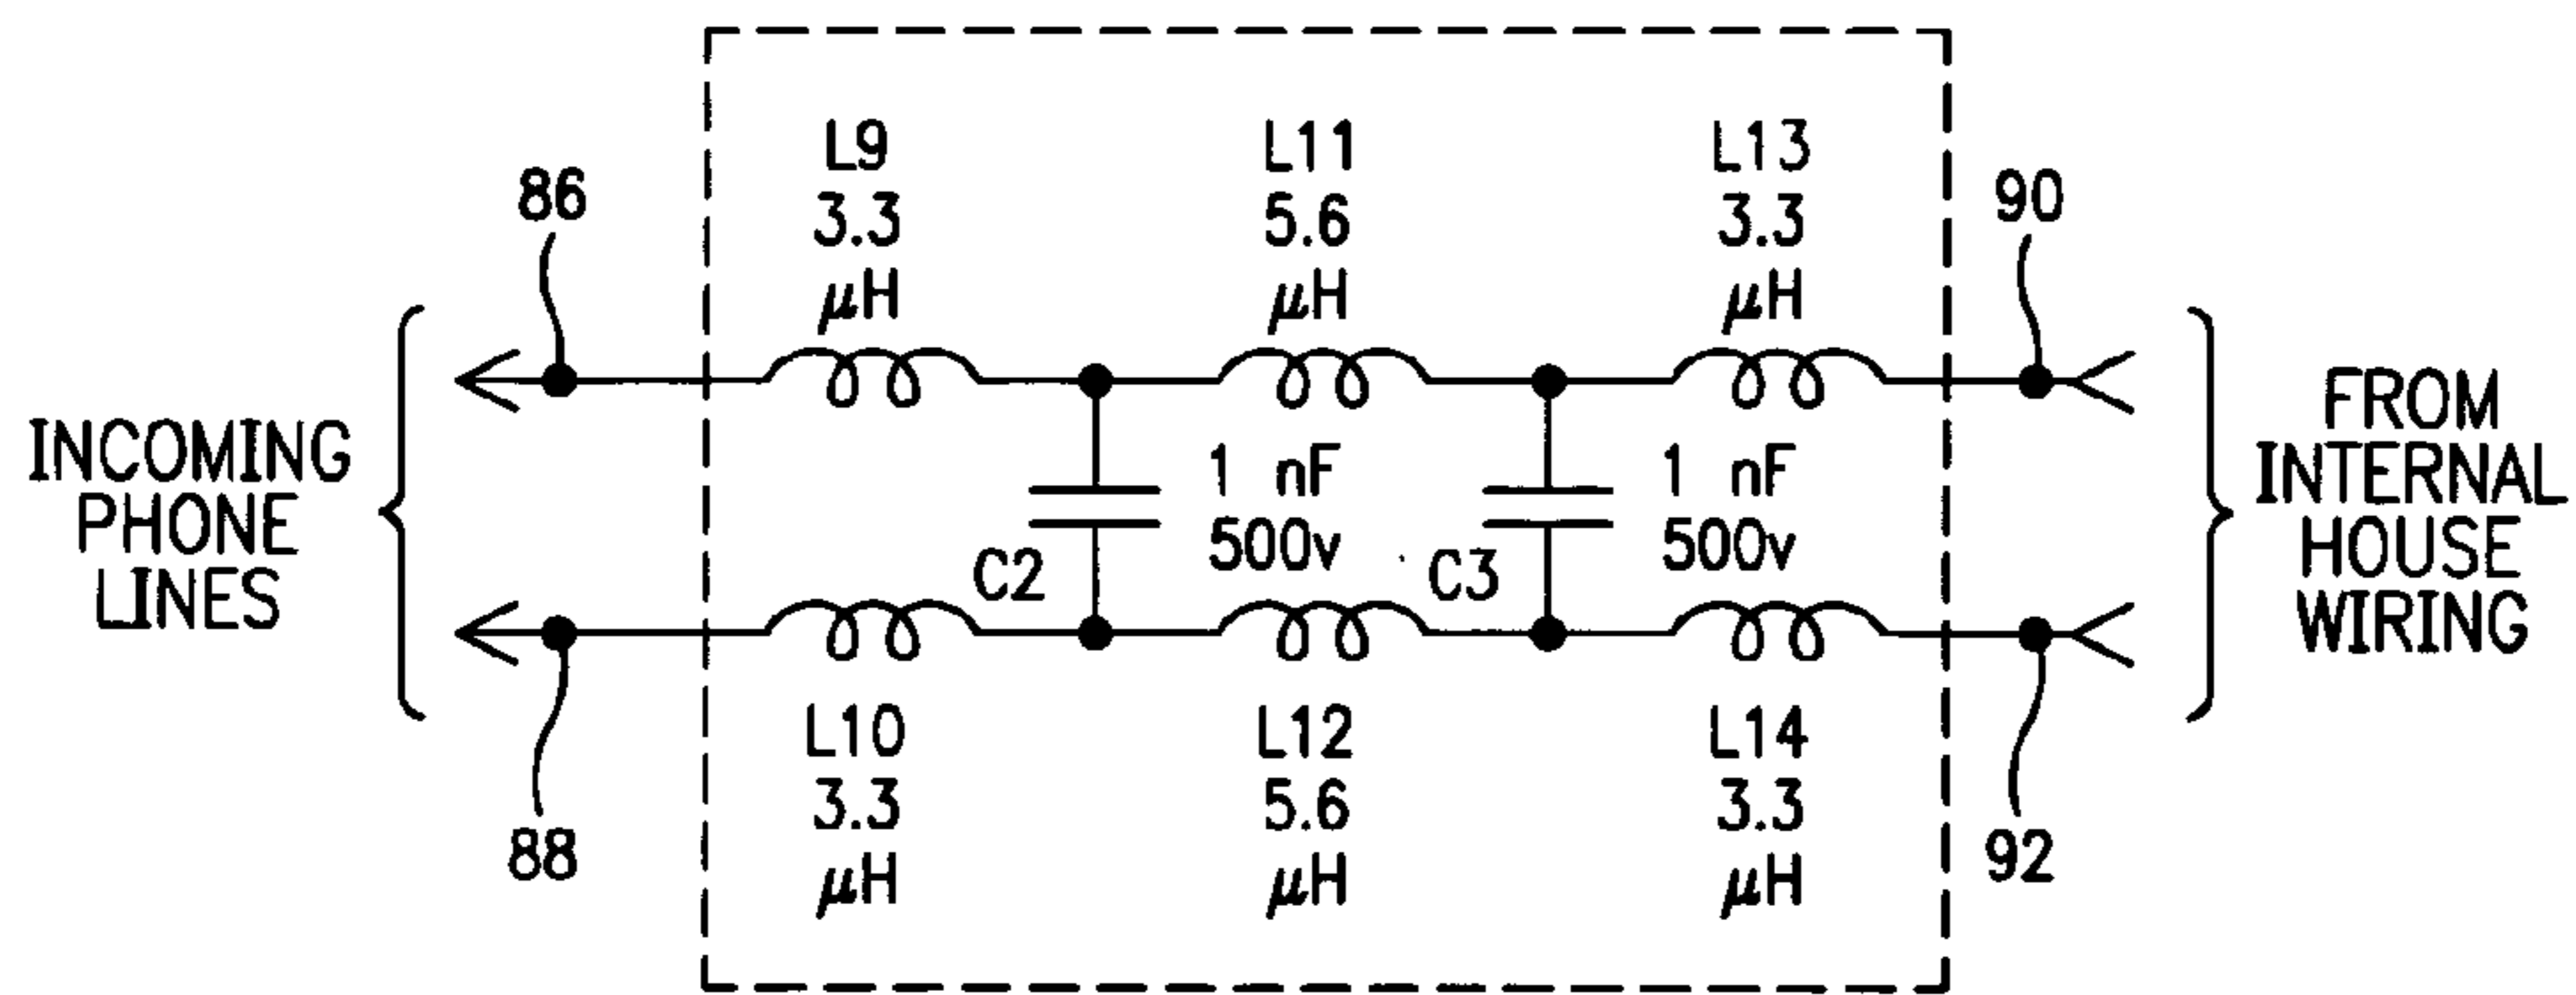 L9
3.3
μH
L11
5.6
μH
L13
3.3
μH
86
90
INCOMING
PHONE
LINES
1 nF
500v
C2
1 nF
500v
C3
FROM
INTERNAL
HOUSE
WIRING
L10
3.3
μH
L12
5.6
μH
L14
3.3
μH
88
92